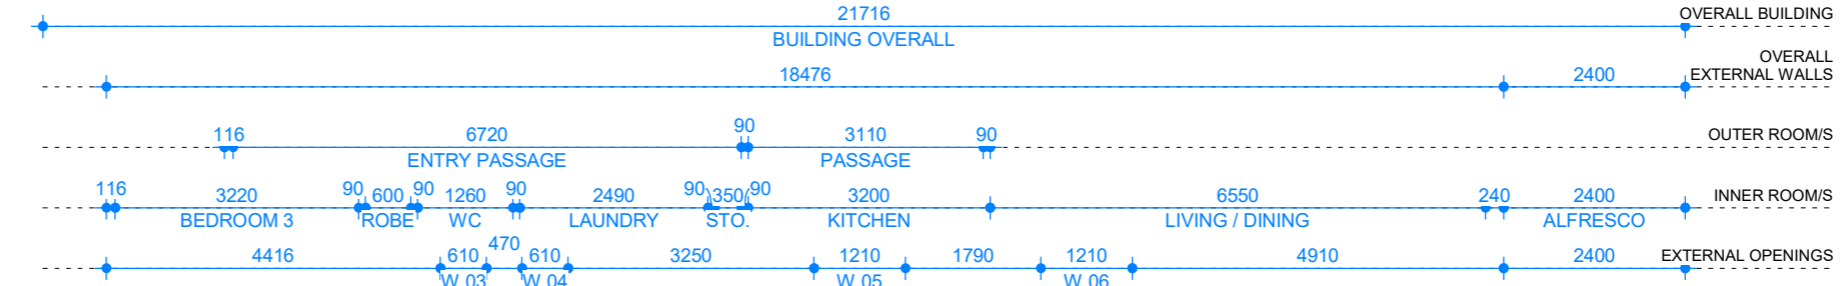 21716 OVERALL BUILDING
BUILDING OVERALL
OVERALL
18476 2400 EXTERNAL WALLS
116 6720 90 3110 90 OUTER ROOM/S
ENTRY PASSAGE PASSAGE
116 3220 90 600 90 1260 90 2490 90 350 90 3200 6550 240 2400 INNER ROOM/S
BEDROOM 3 ROBE WC LAUNDRY STO. KITCHEN LIVING / DINING ALFRESCO
4416 610 470 610 3250 1210 1790 1210 4910 2400 EXTERNAL OPENINGS
W 03 W 04 W 05 W 06